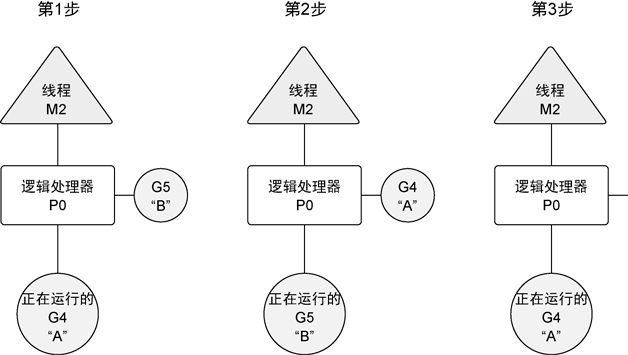 第1步
线程
M2
逻辑处理器
P0
G5
“B”
正在运行的
G4
“A”
第2步
线程
M2
逻辑处理器
P0
G4
“A”
正在运行的
G5
“B”
第3步
线程
M2
逻辑处理器
P0
正在运行的
G4
“A”